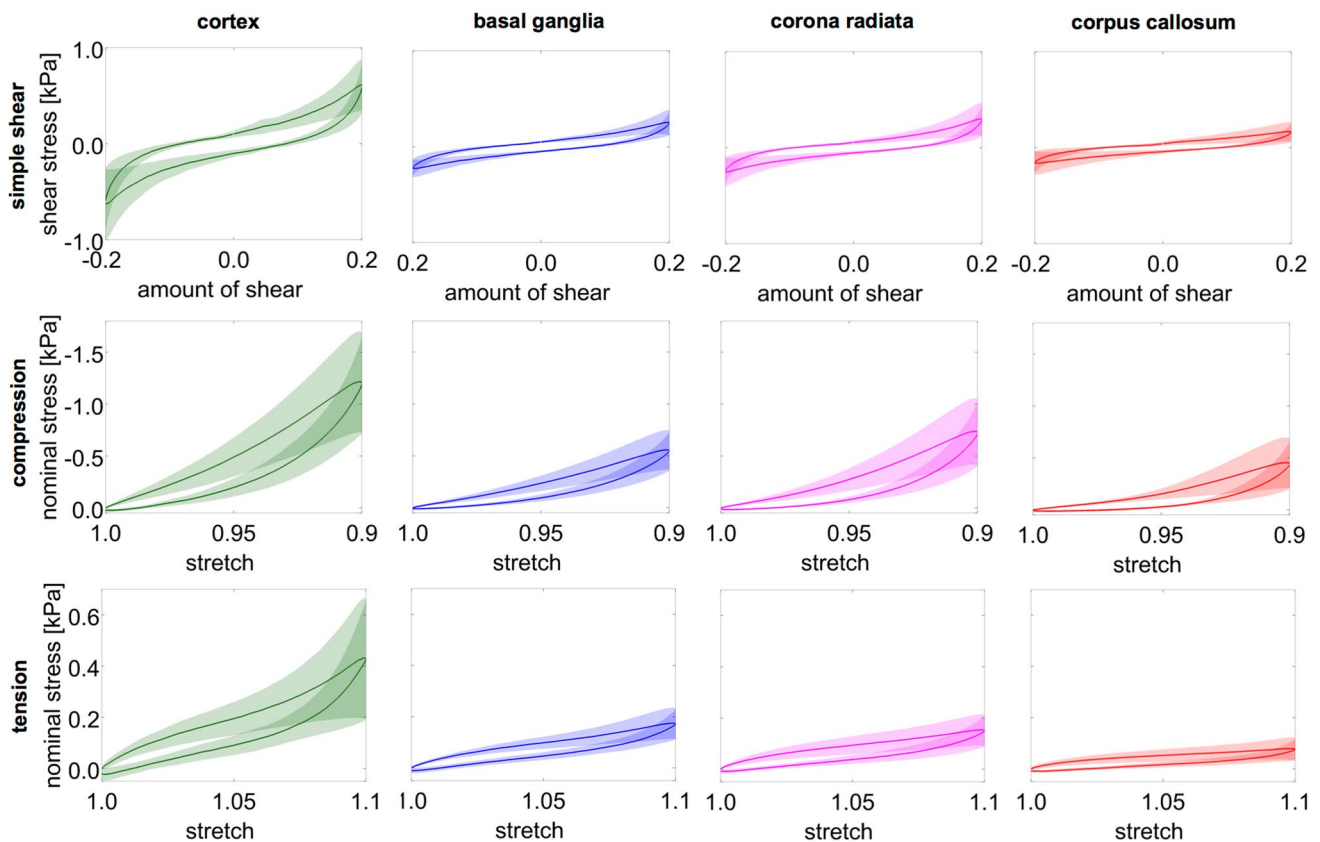 cortex basal ganglia corona radiata corpus callosum
simple shear
shear stress [kPa]
1.0
0.0
-1.0
-0.2 0.0 0.2 0.2 0.0 0.2 -0.2 0.0 0.2 -0.2 0.0 0.2
amount of shear amount of shear amount of shear amount of shear
compression
nominal stress [kPa]
-1.5
-1.0
-0.5
0.0
1.0 0.95 0.9 1.0 0.95 0.9 1.0 0.95 0.9 1.0 0.95 0.9
stretch stretch stretch stretch
tension
nominal stress [kPa]
0.6
0.4
0.2
0.0
1.0 1.05 1.1 1.0 1.05 1.1 1.0 1.05 1.1 1.0 1.05 1.1
stretch stretch stretch stretch